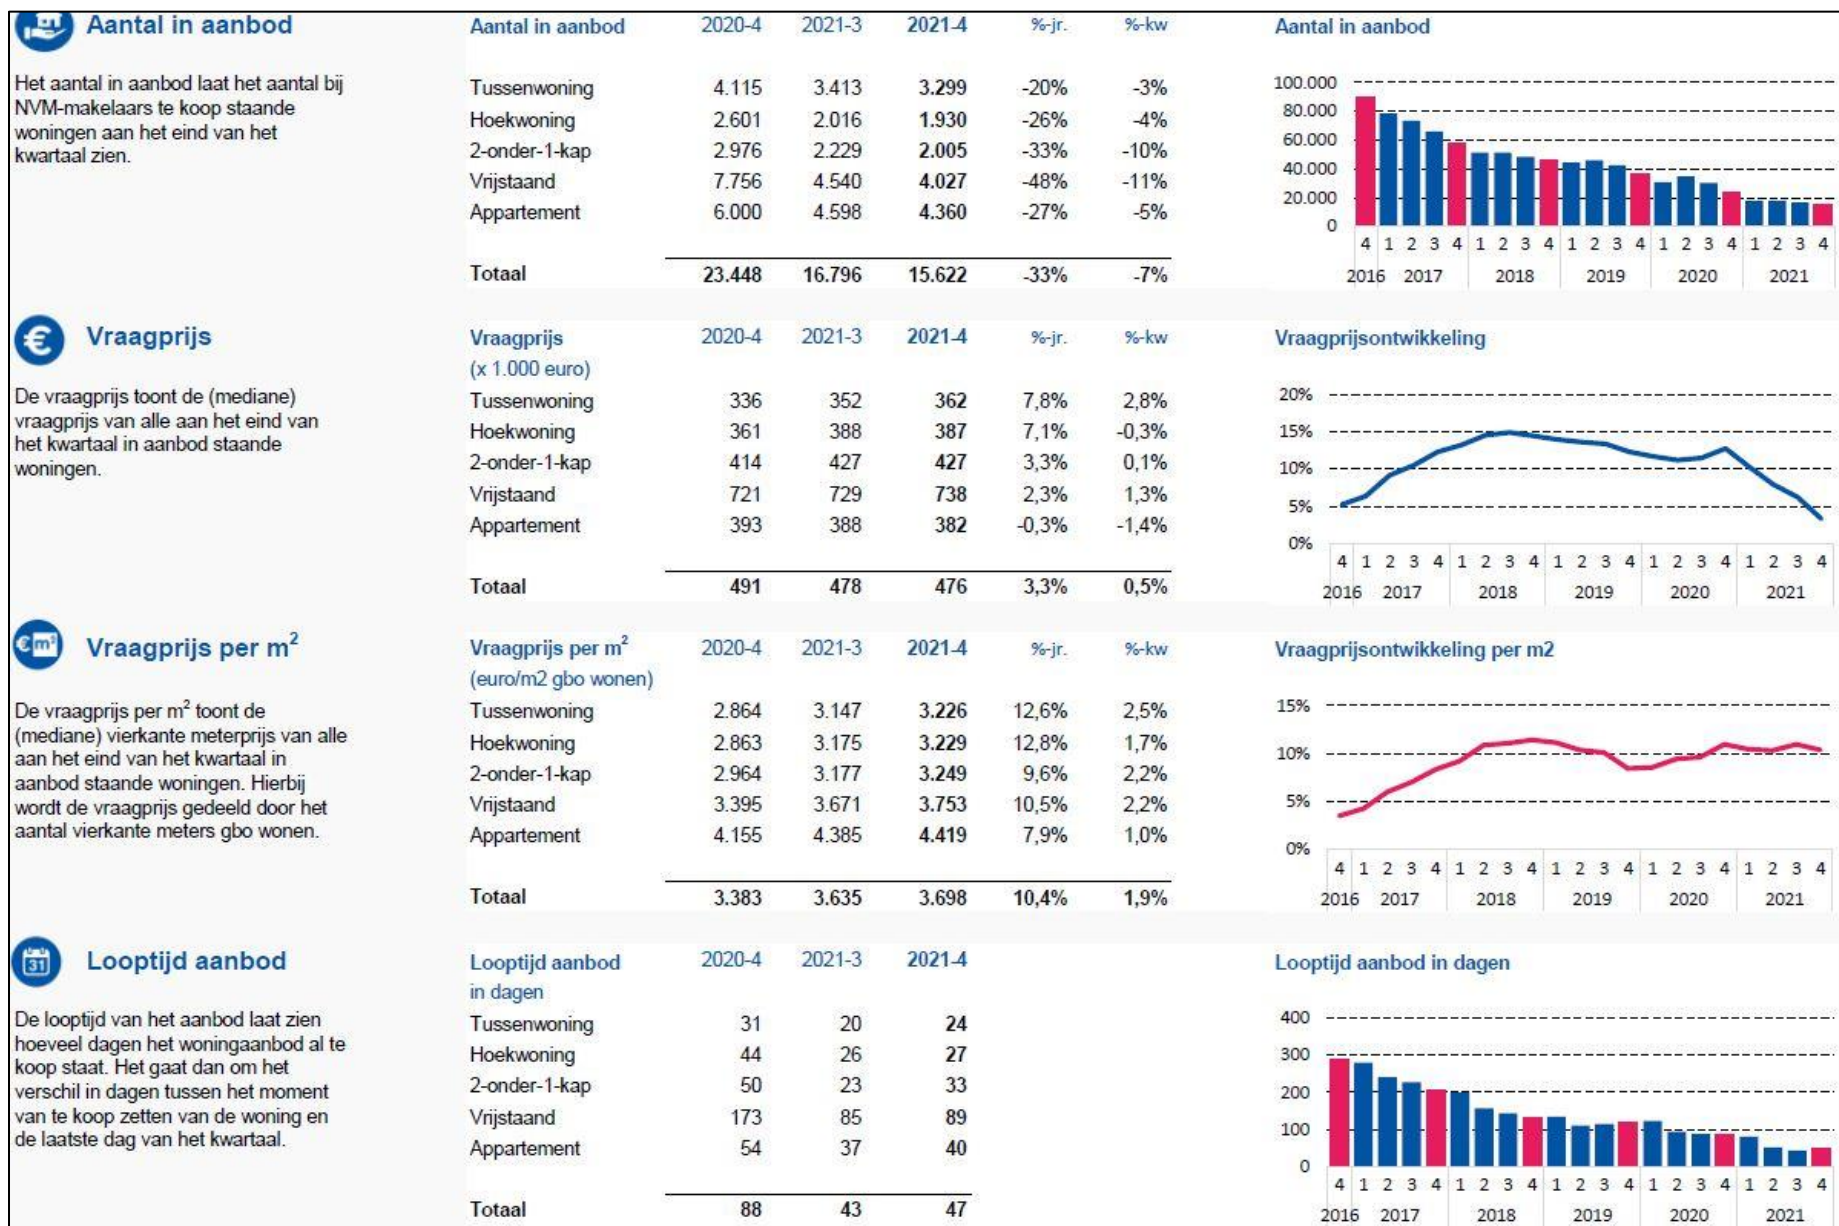 Aantal in aanbod
Het aantal in aanbod laat het aantal bij
NVM-makelaars te koop staande
woningen aan het eind van het
kwartaal zien.
Aantal in aanbod 2020-4 2021-3 2021-4 %-jr. %-kw
Tussenwoning 4.115 3.413 3.299 -20% -3%
Hoekwoning 2.601 2.016 1.930 -26% -4%
2-onder-1-kap 2.976 2.229 2.005 -33% -10%
Vrijstaand 7.756 4.540 4.027 -48% -11%
Appartement 6.000 4.598 4.360 -27% -5%
Totaal 23.448 16.796 15.622 -33% -7%
Aantal in aanbod
100.000
80.000
60.000
40.000
20.000
0
4 1 2 3 4 1 2 3 4 1 2 3 4 1 2 3 4 1 2 3 4
2016 2017 2018 2019 2020 2021
€ Vraagprijs
De vraagprijs toont de (mediane)
vraagprijs van alle aan het eind van
het kwartaal in aanbod staande
woningen.
Vraagprijs 2020-4 2021-3 2021-4 %-jr. %-kw
(x 1.000 euro)
Tussenwoning 336 352 362 7,8% 2,8%
Hoekwoning 361 388 387 7,1% -0,3%
2-onder-1-kap 414 427 427 3,3% 0,1%
Vrijstaand 721 729 738 2,3% 1,3%
Appartement 393 388 382 -0,3% -1,4%
Totaal 491 478 476 3,3% 0,5%
Vraagprijsontwikkeling
20%
15%
10%
5%
0%
4 1 2 3 4 1 2 3 4 1 2 3 4 1 2 3 4 1 2 3 4
2016 2017 2018 2019 2020 2021
€ m² Vraagprijs per m²
De vraagprijs per m² toont de
(mediane) vierkante meterprijs van alle
aan het eind van het kwartaal in
aanbod staande woningen. Hierbij
wordt de vraagprijs gedeeld door het
aantal vierkante meters gbo wonen.
Vraagprijs per m² 2020-4 2021-3 2021-4 %-jr. %-kw
(euro/m2 gbo wonen)
Tussenwoning 2.864 3.147 3.226 12,6% 2,5%
Hoekwoning 2.863 3.175 3.229 12,8% 1,7%
2-onder-1-kap 2.964 3.177 3.249 9,6% 2,2%
Vrijstaand 3.395 3.671 3.753 10,5% 2,2%
Appartement 4.155 4.385 4.419 7,9% 1,0%
Totaal 3.383 3.635 3.698 10,4% 1,9%
Vraagprijsontwikkeling per m2
15%
10%
5%
0%
4 1 2 3 4 1 2 3 4 1 2 3 4 1 2 3 4 1 2 3 4
2016 2017 2018 2019 2020 2021
31 Looptijd aanbod
De looptijd van het aanbod laat zien
hoeveel dagen het woningaanbod al te
koop staat. Het gaat dan om het
verschil in dagen tussen het moment
van te koop zetten van de woning en
de laatste dag van het kwartaal.
Looptijd aanbod 2020-4 2021-3 2021-4
in dagen
Tussenwoning 31 20 24
Hoekwoning 44 26 27
2-onder-1-kap 50 23 33
Vrijstaand 173 85 89
Appartement 54 37 40
Totaal 88 43 47
Looptijd aanbod in dagen
400
300
200
100
0
4 1 2 3 4 1 2 3 4 1 2 3 4 1 2 3 4 1 2 3 4
2016 2017 2018 2019 2020 2021